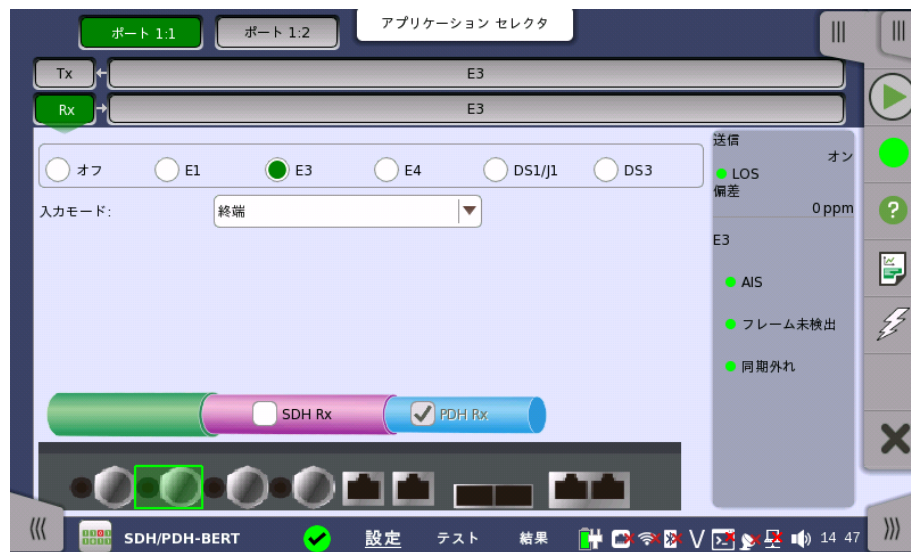 アプリケーション セレクタ
ポート 1:1
ポート 1:2
Tx
E3
Rx
E3
オフ
E1
E3
E4
DS1/J1
DS3
入力モード:
終端
SDH Rx
PDH Rx
送信
オン
LOS
偏差
0 ppm
E3
AIS
フレーム未検出
同期外れ
SDH/PDH-BERT
設定
テスト
結果
14 47